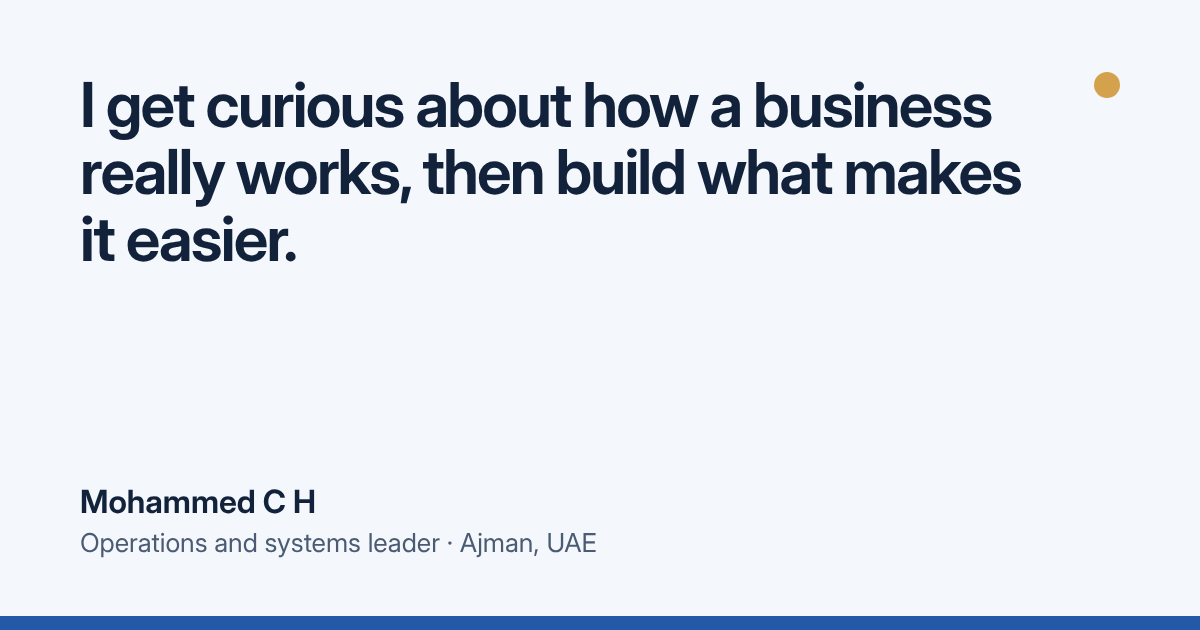 I get curious about how a business
really works, then build what makes
it easier.
Mohammed C H
Operations and systems leader · Ajman, UAE